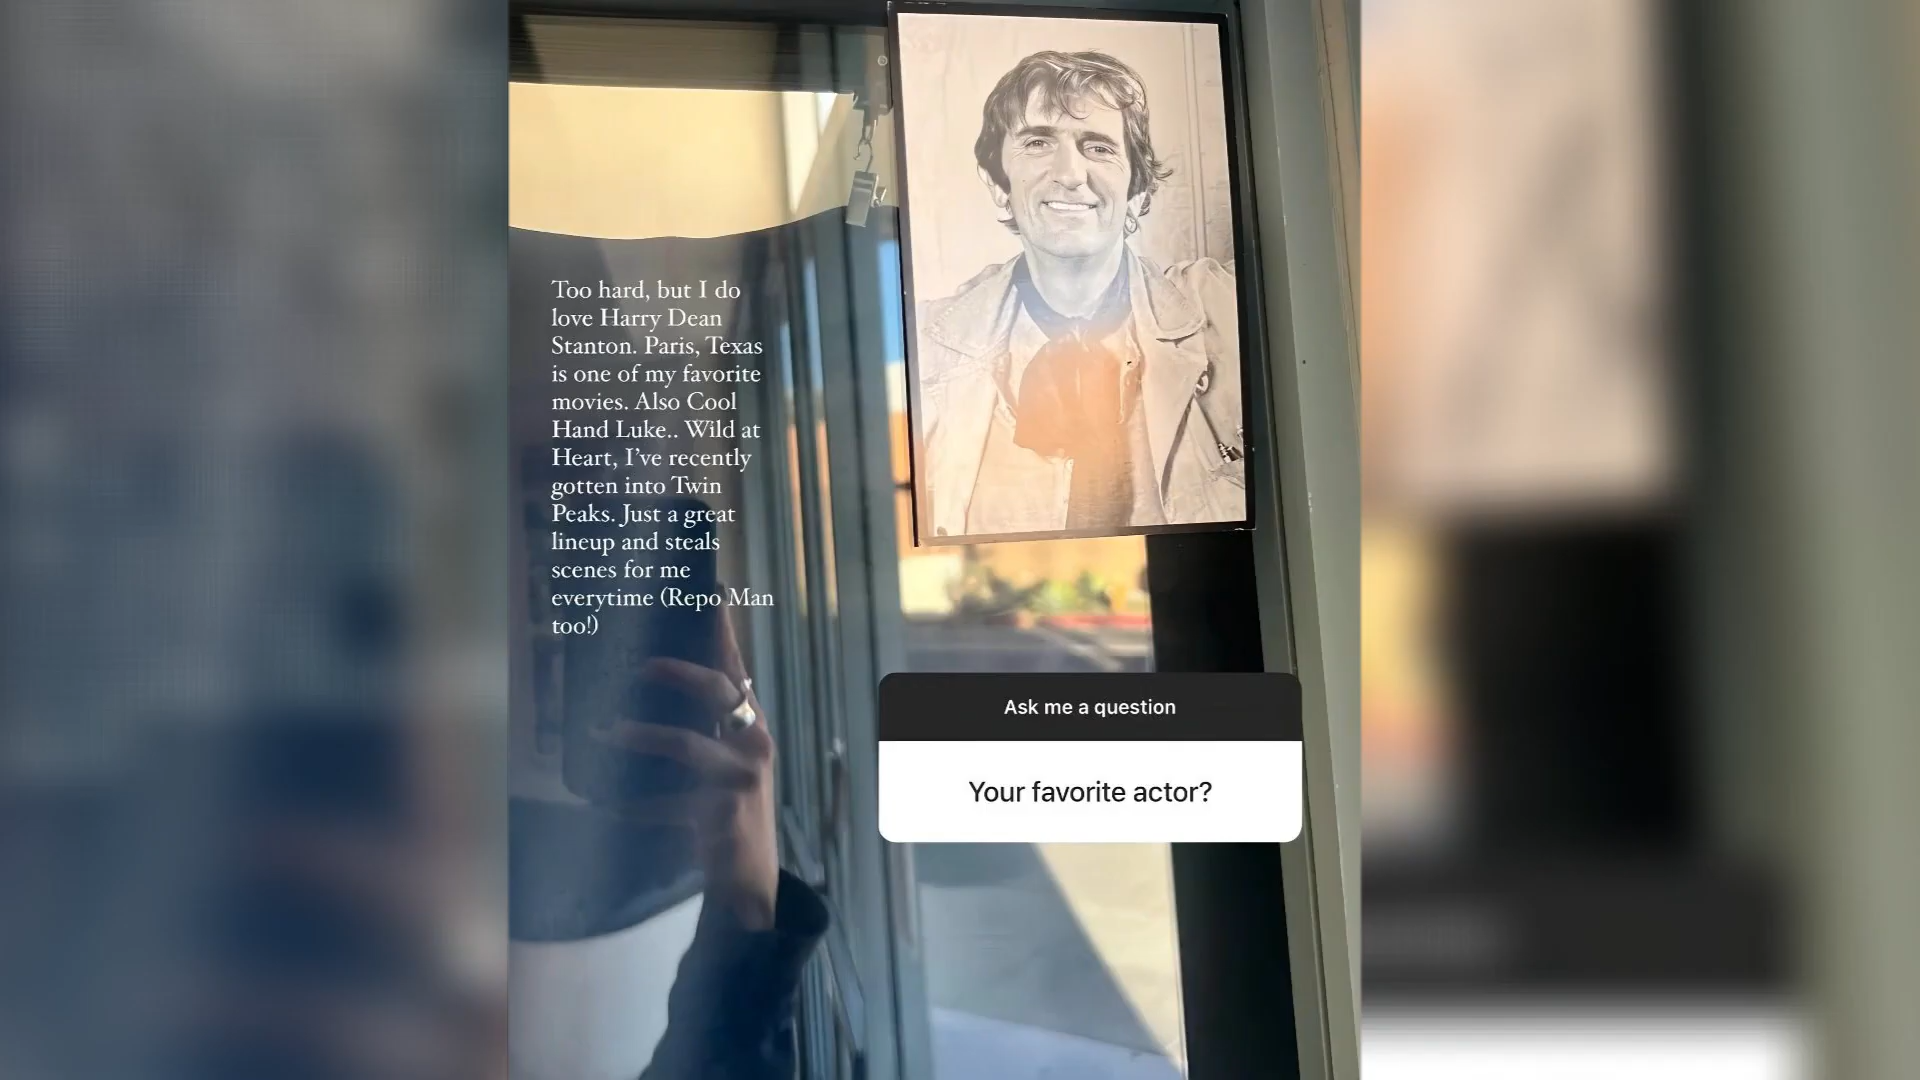 Too hard, but I do
love Harry Dean
Stanton. Paris, Texas
is one of my favorite
movies. Also Cool
Hand Luke.. Wild at
Heart, I’ve recently
gotten into Twin
Peaks. Just a great
lineup and steals
scenes for me
everytime (Repo Man
too!)
Ask me a question
Your favorite actor?